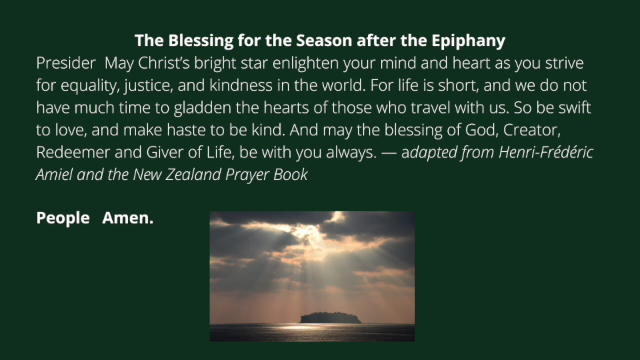 The Blessing for the Season after the Epiphany
Presider  May Christ’s bright star enlighten your mind and heart as you strive
for equality, justice, and kindness in the world. For life is short, and we do not
have much time to gladden the hearts of those who travel with us. So be swift
to love, and make haste to be kind. And may the blessing of God, Creator,
Redeemer and Giver of Life, be with you always. — adapted from Henri-Frédéric
Amiel and the New Zealand Prayer Book
People   Amen.